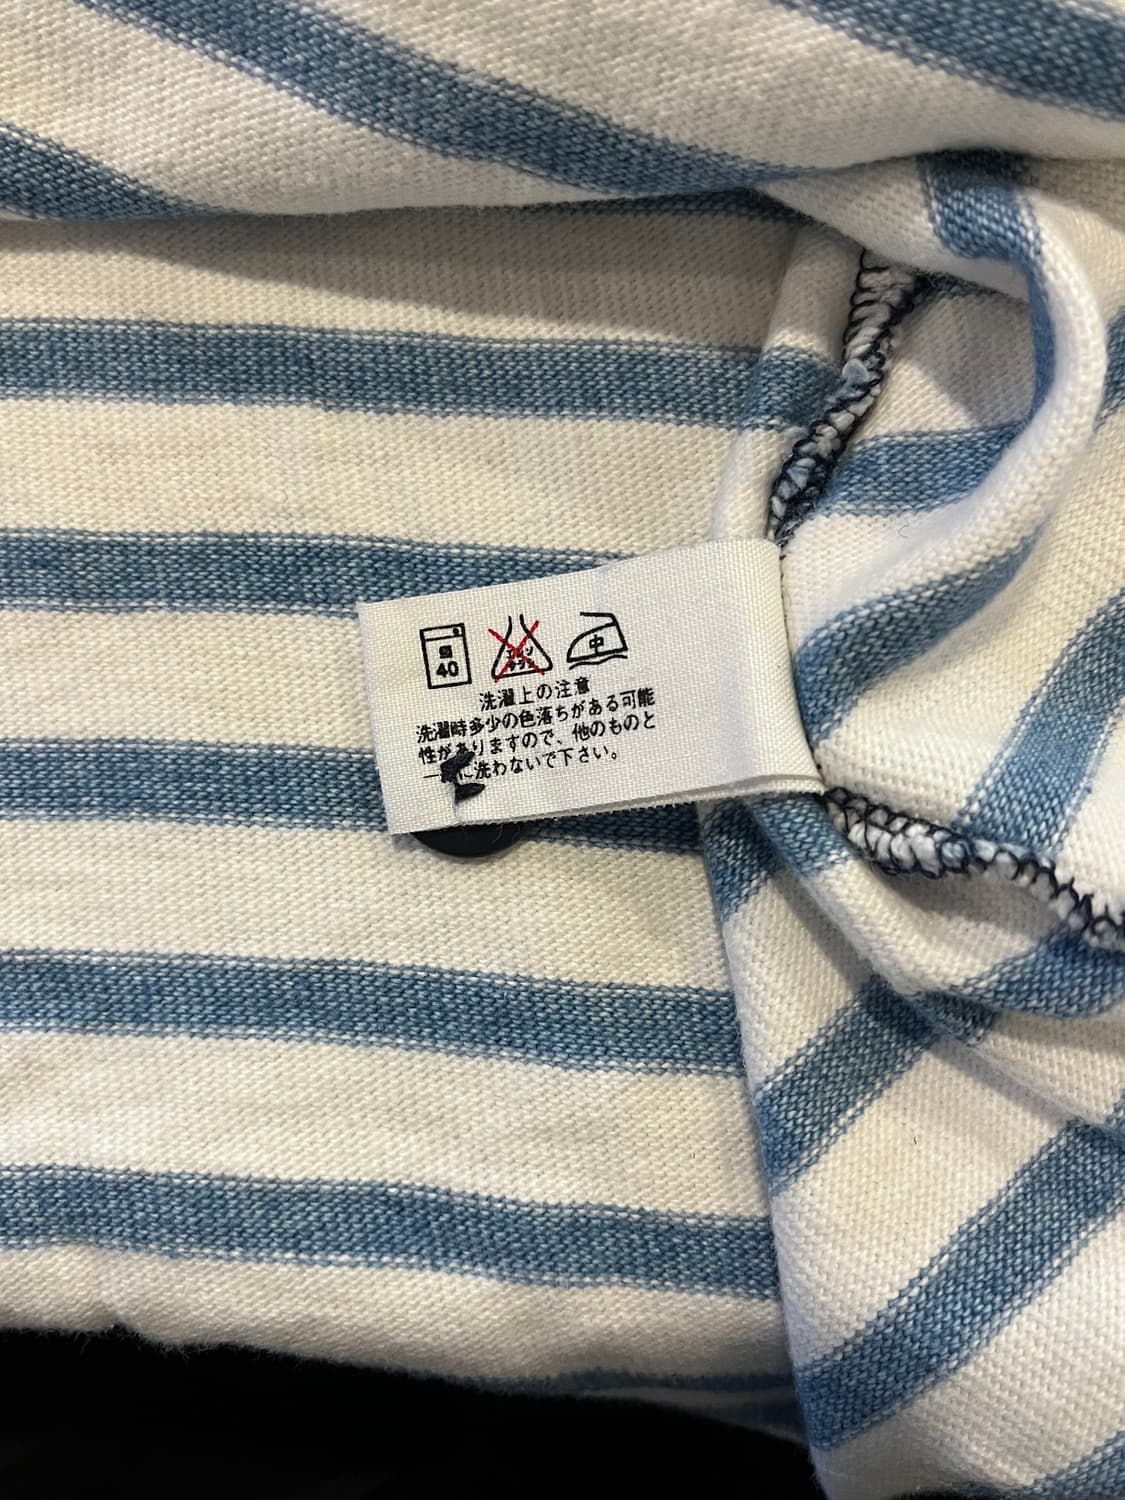 40
エンソ
サラシ
中
洗濯上の注意
洗濯時多少の色落ちがある可能
性がありますので、他のものと
一緒に洗わないで下さい。